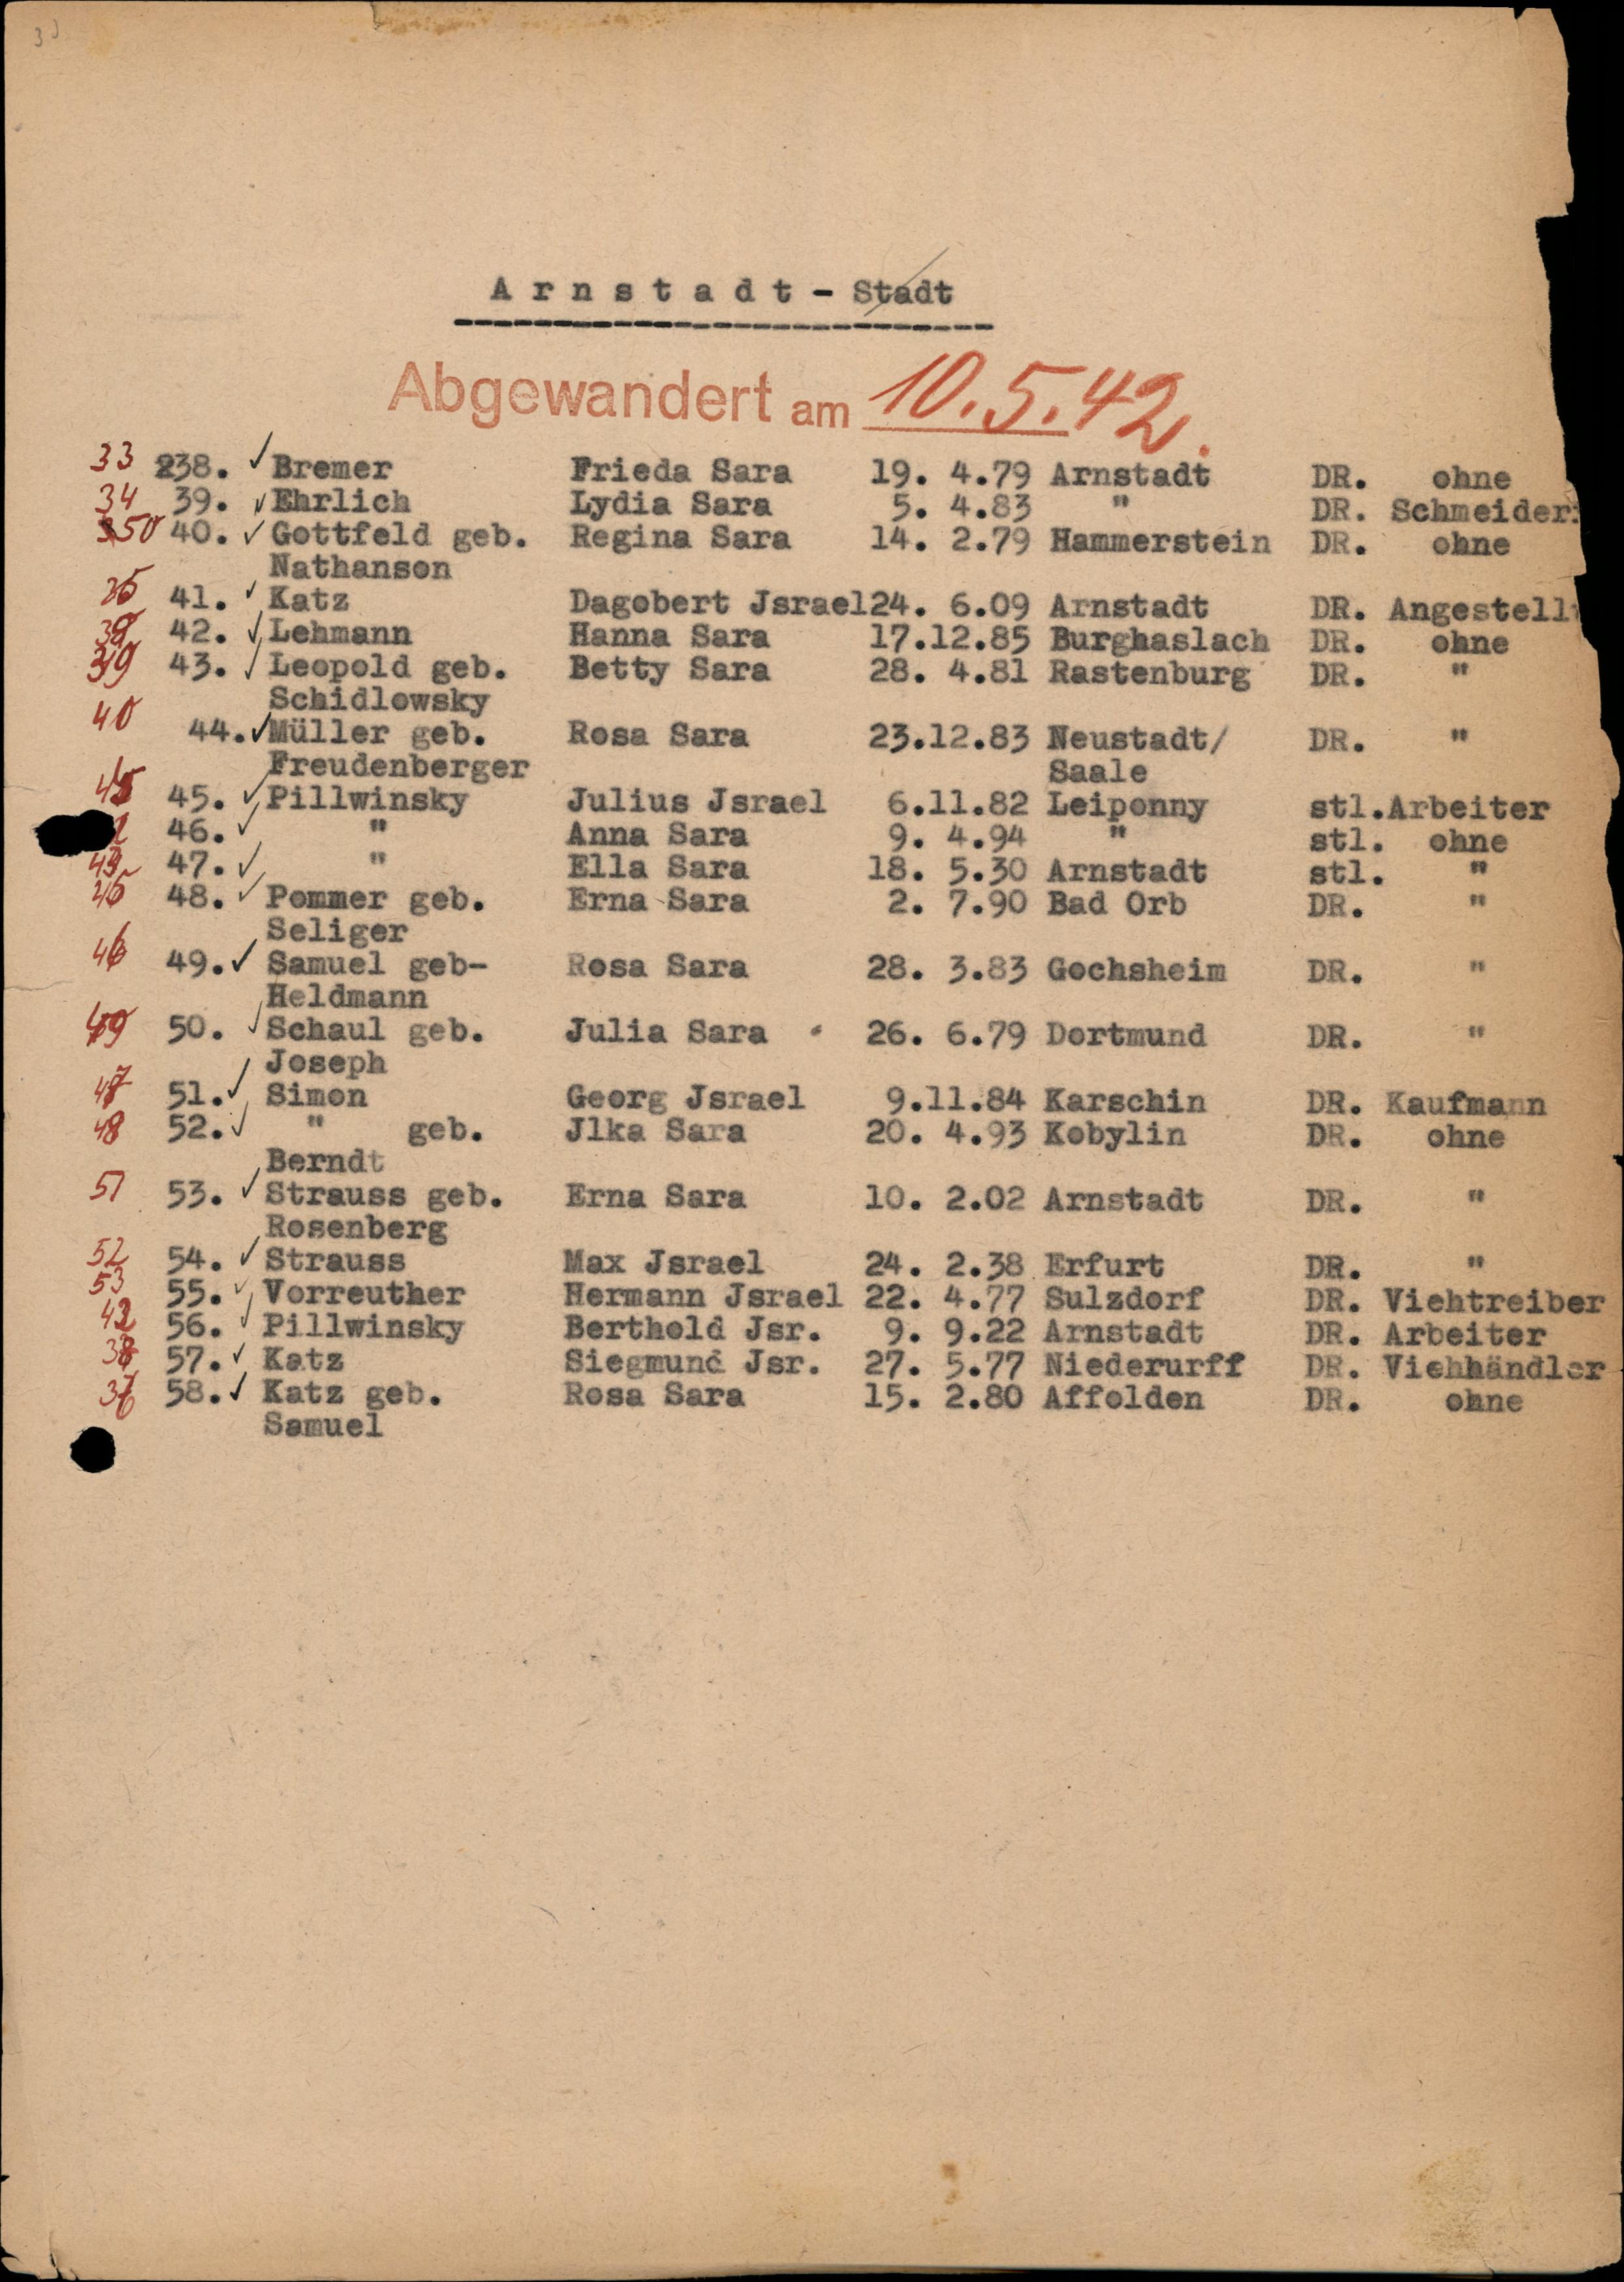 Arnstadt - Stadt
Abgewandert am 10.5.42.
33 238. ✓ Bremer Frieda Sara 19. 4.79 Arnstadt DR. ohne
34 39. ✓ Ehrlich Lydia Sara 5. 4.83 " DR. Schmeider
50 40. ✓ Gottfeld geb. Regina Sara 14. 2.79 Hammerstein DR. ohne
Nathanson
41. ✓ Katz Dagobert Jsrael 24. 6.09 Arnstadt DR. Angestell
42. ✓ Lehmann Hanna Sara 17.12.85 Burghaslach DR. ohne
39 43. ✓ Leopold geb. Betty Sara 28. 4.81 Rastenburg DR. "
Schidlowsky
40 44. ✓ Müller geb. Rosa Sara 23.12.83 Neustadt/ DR. "
Freudenberger Saale
45. ✓ Pillwinsky Julius Jsrael 6.11.82 Leiponny stl. Arbeiter
46. ✓ " Anna Sara 9. 4.94 " stl. ohne
47. ✓ " Ella Sara 18. 5.30 Arnstadt stl. "
48. ✓ Pommer geb. Erna Sara 2. 7.90 Bad Orb DR. "
Seliger
49. ✓ Samuel geb- Rosa Sara 28. 3.83 Gochsheim DR. "
Heldmann
50. ✓ Schaul geb. Julia Sara 26. 6.79 Dortmund DR. "
Joseph
47 51. ✓ Simon Georg Jsrael 9.11.84 Karschin DR. Kaufmann
48 52. ✓ " geb. Jlka Sara 20. 4.93 Kobylin DR. ohne
Berndt
51 53. ✓ Strauss geb. Erna Sara 10. 2.02 Arnstadt DR. "
Rosenberg
52 54. ✓ Strauss Max Jsrael 24. 2.38 Erfurt DR. "
53 55. ✓ Vorreuther Hermann Jsrael 22. 4.77 Sulzdorf DR. Viehtreiber
56. ✓ Pillwinsky Berthold Jsr. 9. 9.22 Arnstadt DR. Arbeiter
57. ✓ Katz Siegmund Jsr. 27. 5.77 Niederurff DR. Viehhändler
58. ✓ Katz geb. Rosa Sara 15. 2.80 Affolden DR. ohne
Samuel